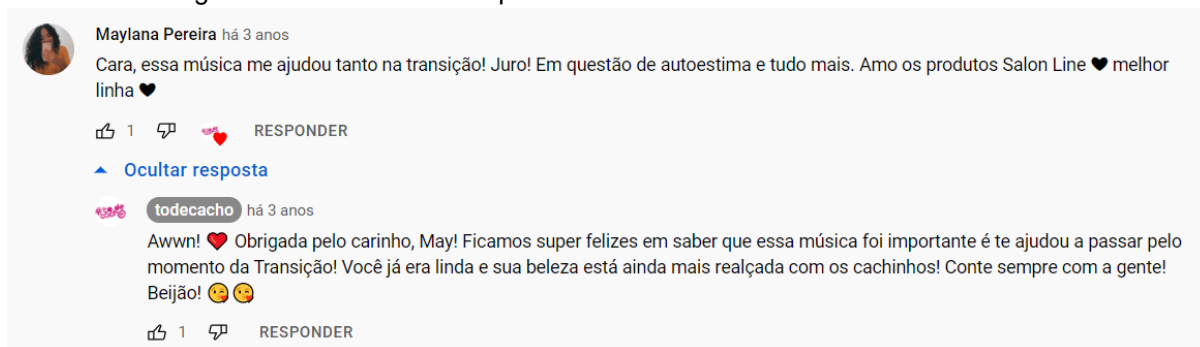 Maylana Pereira há 3 anos
Cara, essa música me ajudou tanto na transição! Juro! Em questão de autoestima e tudo mais. Amo os produtos Salon Line 🖤 melhor
linha 🖤
1 RESPONDER
Ocultar resposta
todecacho há 3 anos
Awwn! ❤️ Obrigada pelo carinho, May! Ficamos super felizes em saber que essa música foi importante é te ajudou a passar pelo
momento da Transição! Você já era linda e sua beleza está ainda mais realçada com os cachinhos! Conte sempre com a gente!
Beijão! 😘 😘
1 RESPONDER